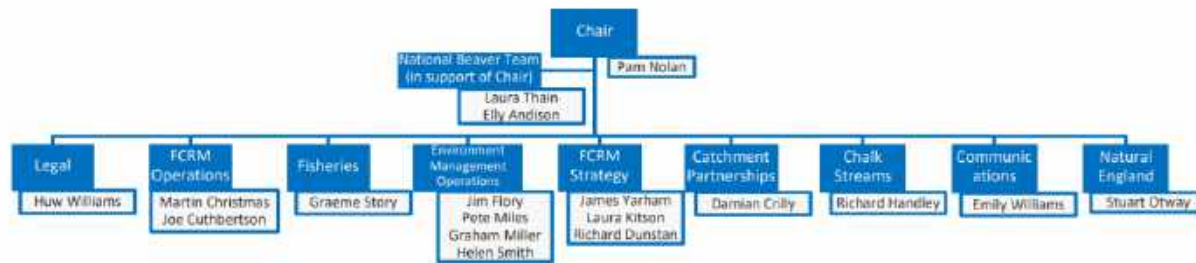 Chair
Pam Nolan
National Beaver Team
(in support of Chair)
Laura Thain
Elly Andison
Legal
Huw Williams
FCRM
Operations
Martin Christmas
Joe Cuthbertson
Fisheries
Graeme Story
Environment
Management
Operations
Jim Flory
Pete Miles
Graham Miller
Helen Smith
FCRM
Strategy
James Yarham
Laura Kitson
Richard Dunstan
Catchment
Partnerships
Damian Crilly
Chalk
Streams
Richard Handley
Communic
ations
Emily Williams
Natural
England
Stuart Otway